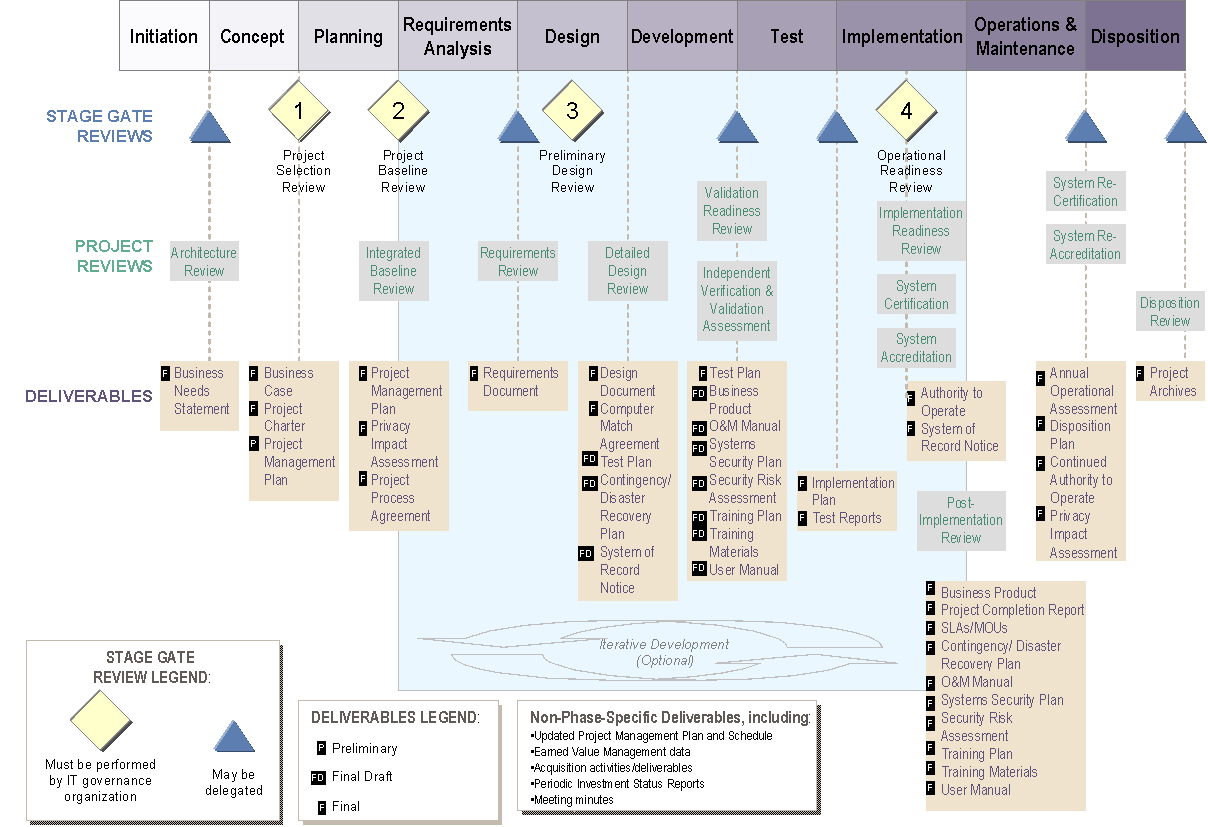 Initiation
Concept
Planning
Requirements
Analysis
Design
Development
Test
Implementation
Operations &
Maintenance
Disposition
STAGE GATE
REVIEWS
1
Project
Selection
Review
2
Project
Baseline
Review
3
Preliminary
Design
Review
4
Operational
Readiness
Review
PROJECT
REVIEWS
Architecture
Review
Integrated
Baseline
Review
Requirements
Review
Detailed
Design
Review
Validation
Readiness
Review
Independent
Verification &
Validation
Assessment
Implementation
Readiness
Review
System
Certification
System
Accreditation
System Re-
Certification
System Re-
Accreditation
Disposition
Review
DELIVERABLES
F Business
Needs
Statement
F Business
Case
F Project
Charter
P Project
Management
Plan
F Project
Management
Plan
F Privacy
Impact
Assessment
F Project
Process
Agreement
F Requirements
Document
F Design
Document
F Computer
Match
Agreement
FD Test Plan
FD Contingency/
Disaster
Recovery
Plan
FD System of
Record
Notice
F Test Plan
FD Business
Product
FD O&M Manual
FD Systems
Security Plan
FD Security Risk
Assessment
FD Training Plan
FD Training
Materials
FD User Manual
F Implementation
Plan
F Test Reports
F Authority to
Operate
F System of
Record Notice
Post-
Implementation
Review
F Annual
Operational
Assessment
F Disposition
Plan
F Continued
Authority to
Operate
F Privacy
Impact
Assessment
F Project
Archives
F Business Product
F Project Completion Report
F SLAs/MOUs
F Contingency/ Disaster
Recovery Plan
F O&M Manual
F Systems Security Plan
F Security Risk
Assessment
F Training Plan
F Training Materials
F User Manual
Iterative Development
(Optional)
STAGE GATE
REVIEW LEGEND:
Must be performed
by IT governance
organization
May be
delegated
DELIVERABLES LEGEND:
P Preliminary
FD Final Draft
F Final
Non-Phase-Specific Deliverables, including:
•Updated Project Management Plan and Schedule
•Earned Value Management data
•Acquisition activities/deliverables
•Periodic Investment Status Reports
•Meeting minutes